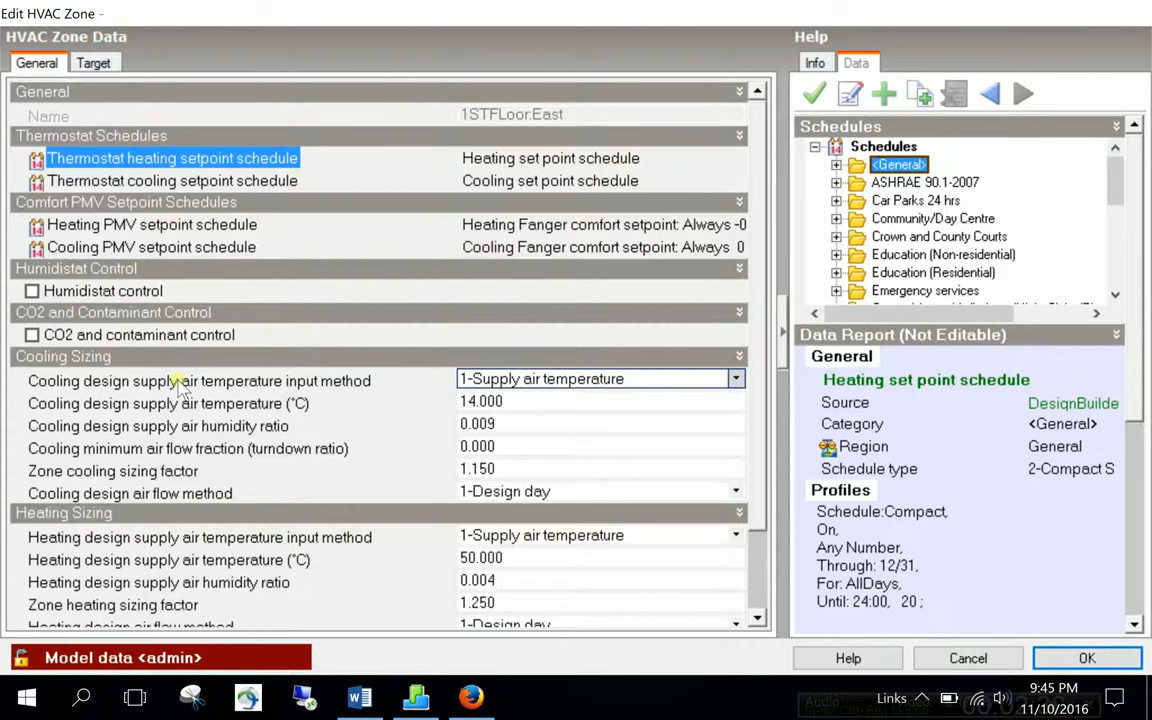 Edit HVAC Zone -
HVAC Zone Data
General
Target
General
Name
1STFLoor:East
Thermostat Schedules
Thermostat heating setpoint schedule
Heating set point schedule
Thermostat cooling setpoint schedule
Cooling set point schedule
Comfort PMV Setpoint Schedules
Heating PMV setpoint schedule
Heating Fanger comfort setpoint: Always -0
Cooling PMV setpoint schedule
Cooling Fanger comfort setpoint: Always 0
Humidistat Control
Humidistat control
CO2 and Contaminant Control
CO2 and contaminant control
Cooling Sizing
Cooling design supply air temperature input method
1-Supply air temperature
Cooling design supply air temperature (°C)
14.000
Cooling design supply air humidity ratio
0.009
Cooling minimum air flow fraction (turndown ratio)
0.000
Zone cooling sizing factor
1.150
Cooling design air flow method
1-Design day
Heating Sizing
Heating design supply air temperature input method
1-Supply air temperature
Heating design supply air temperature (°C)
50.000
Heating design supply air humidity ratio
0.004
Zone heating sizing factor
1.250
Heating design air flow method
1-Design day
Model data <admin>
Help
Info
Data
Schedules
Schedules
<General>
ASHRAE 90.1-2007
Car Parks 24 hrs
Community/Day Centre
Crown and County Courts
Education (Non-residential)
Education (Residential)
Emergency services
Data Report (Not Editable)
General
Heating set point schedule
Source
DesignBuilde
Category
<General>
Region
General
Schedule type
2-Compact S
Profiles
Schedule:Compact,
On,
Any Number,
Through: 12/31,
For: AllDays,
Until: 24:00, 20 ;
Help
Cancel
OK
Links
9:45 PM
11/10/2016